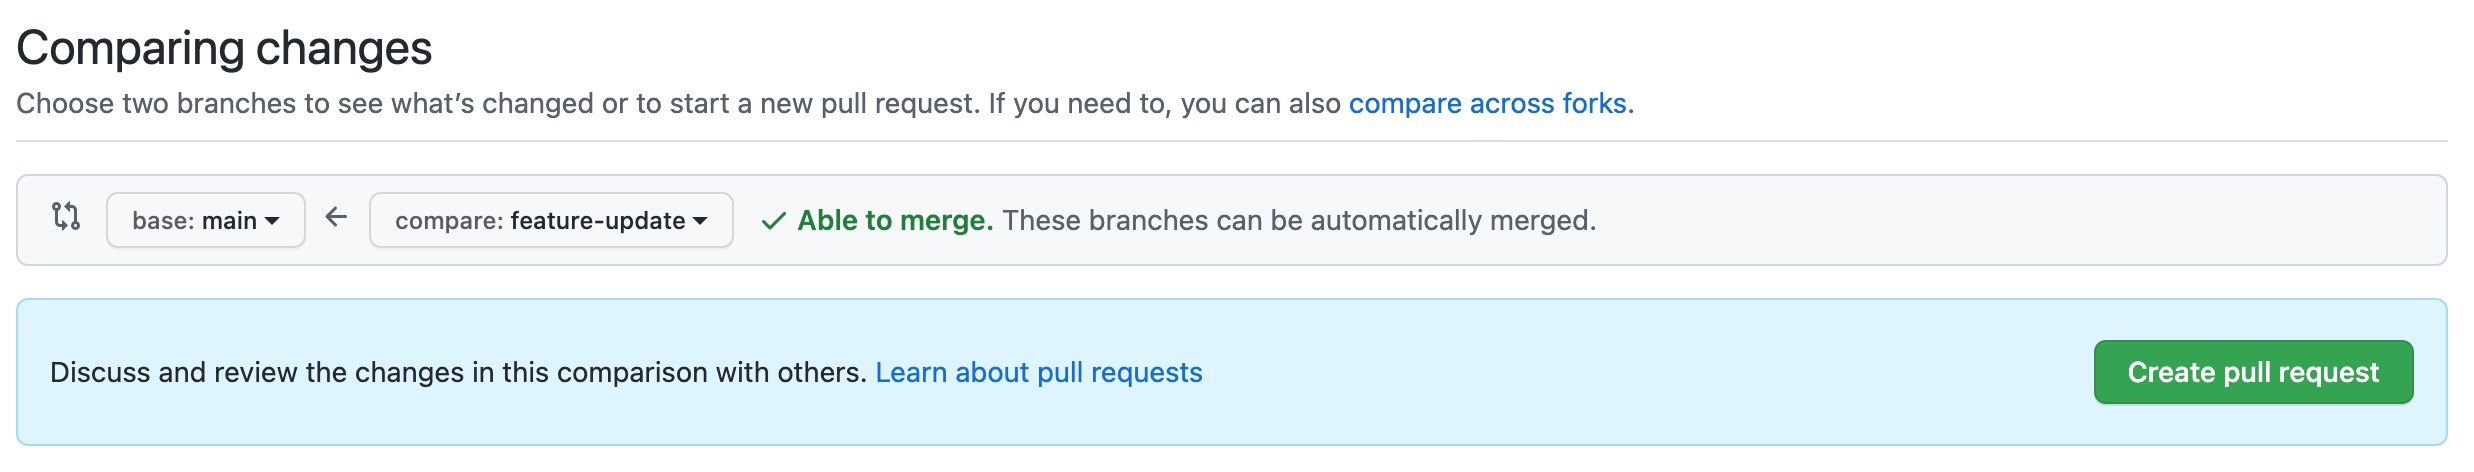 Comparing changes
Choose two branches to see what’s changed or to start a new pull request. If you need to, you can also compare across forks.
base: main compare: feature-update Able to merge. These branches can be automatically merged.
Discuss and review the changes in this comparison with others. Learn about pull requests Create pull request